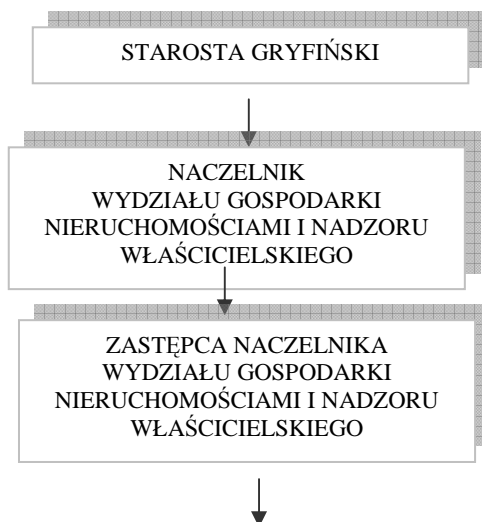 STAROSTA GRYFIŃSKI
NACZELNIK
WYDZIAŁU GOSPODARKI
NIERUCHOMOŚCIAMI I NADZORU
WŁAŚCICIELSKIEGO
ZASTĘPCA NACZELNIKA
WYDZIAŁU GOSPODARKI
NIERUCHOMOŚCIAMI I NADZORU
WŁAŚCICIELSKIEGO